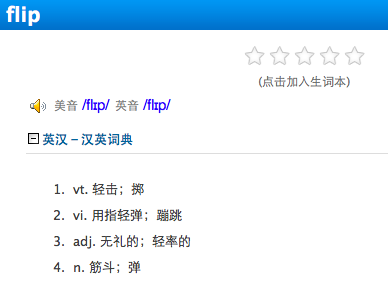 flip
(点击加入生词本)
美音 /flɪp/ 英音 /flɪp/
英汉 – 汉英词典
1. vt. 轻击；掷
2. vi. 用指轻弹；蹦跳
3. adj. 无礼的；轻率的
4. n. 筋斗；弹